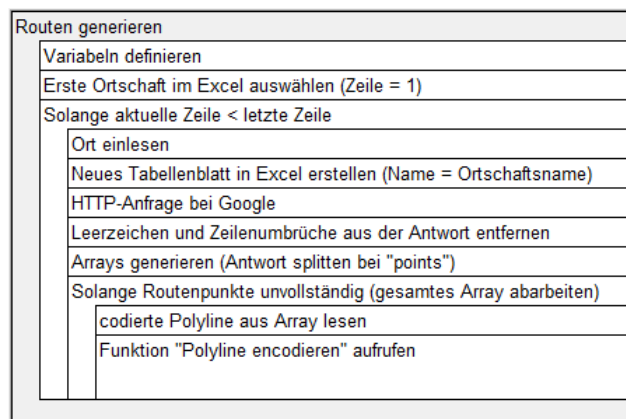 Routen generieren
Variabeln definieren
Erste Ortschaft im Excel auswählen (Zeile = 1)
Solange aktuelle Zeile < letzte Zeile
Ort einlesen
Neues Tabellenblatt in Excel erstellen (Name = Ortschaftsname)
HTTP-Anfrage bei Google
Leerzeichen und Zeilenumbrüche aus der Antwort entfernen
Arrays generieren (Antwort splitten bei "points")
Solange Routenpunkte unvollständig (gesamtes Array abarbeiten)
codierte Polyline aus Array lesen
Funktion "Polyline encodieren" aufrufen